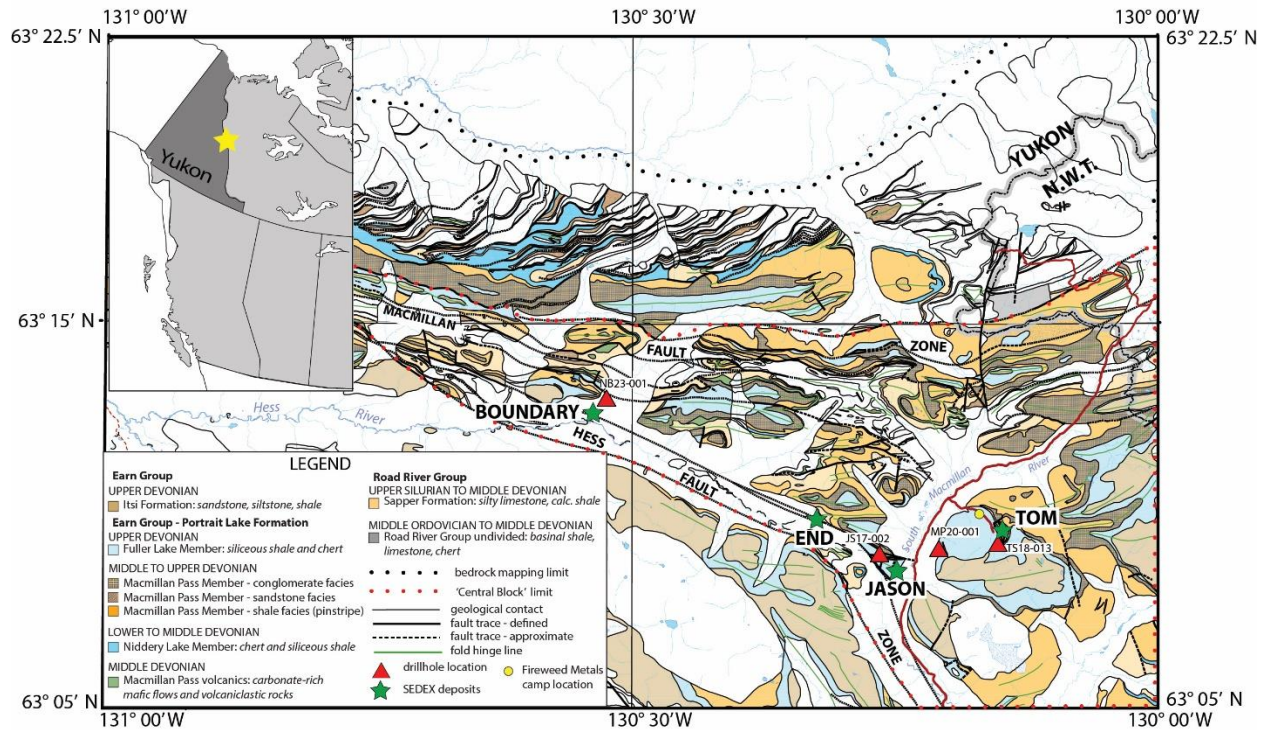 131° 00'W
130° 30' W
130° 00' W
63° 22.5' N
63° 22.5' N
Yukon
YUKON
N.W.T.
63° 15' N
63° 15' N
MACMILLAN
FAULT
ZONE
NB23-001
BOUNDARY
Hess
River
HESS
FAULT
ZONE
South Macmillan River
END
JS17-002
JASON
MP20-001
TOM
TS18-013
LEGEND
Earn Group
UPPER DEVONIAN
Itsi Formation: sandstone, siltstone, shale
Earn Group - Portrait Lake Formation
UPPER DEVONIAN
Fuller Lake Member: siliceous shale and chert
MIDDLE TO UPPER DEVONIAN
Macmillan Pass Member - conglomerate facies
Macmillan Pass Member - sandstone facies
Macmillan Pass Member - shale facies (pinstripe)
LOWER TO MIDDLE DEVONIAN
Niddery Lake Member: chert and siliceous shale
MIDDLE DEVONIAN
Macmillan Pass volcanics: carbonate-rich
mafic flows and volcaniclastic rocks
Road River Group
UPPER SILURIAN TO MIDDLE DEVONIAN
Sapper Formation: silty limestone, calc. shale
MIDDLE ORDOVICIAN TO MIDDLE DEVONIAN
Road River Group undivided: basinal shale,
limestone, chert
bedrock mapping limit
'Central Block' limit
geological contact
fault trace - defined
fault trace - approximate
fold hinge line
drillhole location
SEDEX deposits
Fireweed Metals
camp location
63° 05' N
63° 05' N
131° 00'W
130° 30' W
130° 00' W